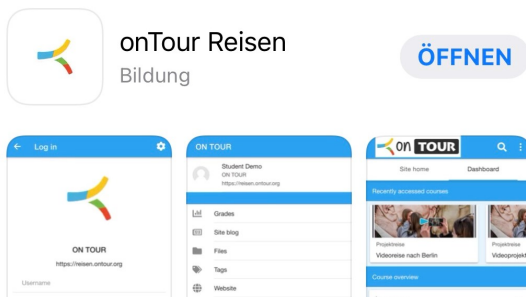 onTour Reisen
Bildung
ÖFFNEN
Log in
ON TOUR
https://reisen.ontour.org
Username
ON TOUR
Student Demo
ON TOUR
https://reisen.ontour.org
Grades
Site blog
Files
Tags
Website
on TOUR
Site home
Dashboard
Recently accessed courses
Projektreise
Videoreise nach Berlin
Projektreise
Videoprojekt
Course overview